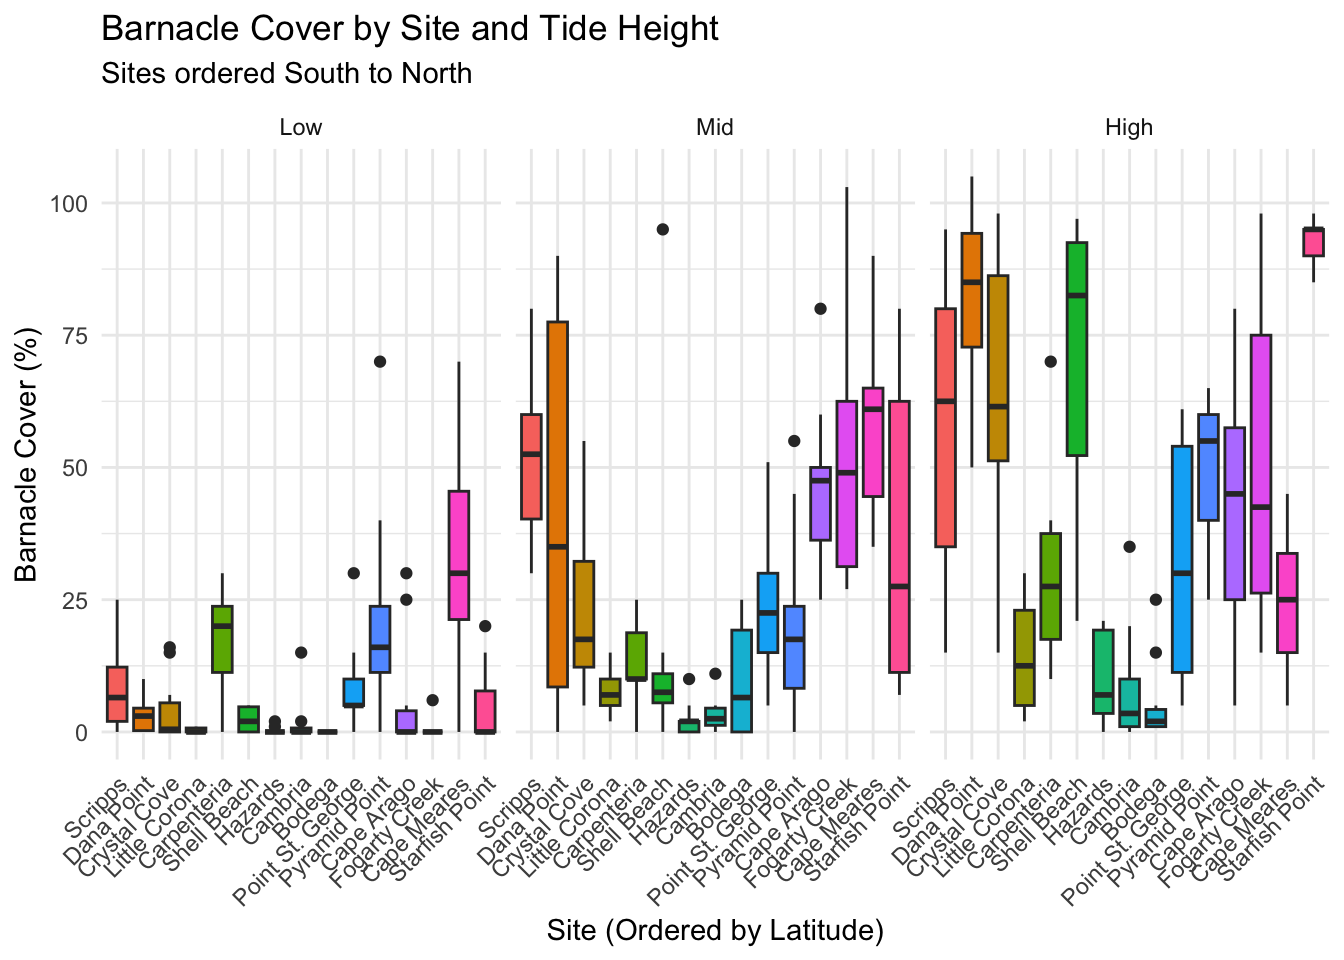 Barnacle Cover by Site and Tide Height
Sites ordered South to North
Low
Mid
High
Barnacle Cover (%)
100
75
50
25
0
Scripps
Dana Point
Crystal Cove
Little Corona
Carpenteria
Shell Beach
Hazards
Cambria
Bodega
Point St. George
Pyramid Point
Cape Arago
Fogarty Creek
Cape Meares
Starfish Point
Scripps
Dana Point
Crystal Cove
Little Corona
Carpenteria
Shell Beach
Hazards
Cambria
Bodega
Point St. George
Pyramid Point
Cape Arago
Fogarty Creek
Cape Meares
Starfish Point
Scripps
Dana Point
Crystal Cove
Little Corona
Carpenteria
Shell Beach
Hazards
Cambria
Bodega
Point St. George
Pyramid Point
Cape Arago
Fogarty Creek
Cape Meares
Starfish Point
Site (Ordered by Latitude)